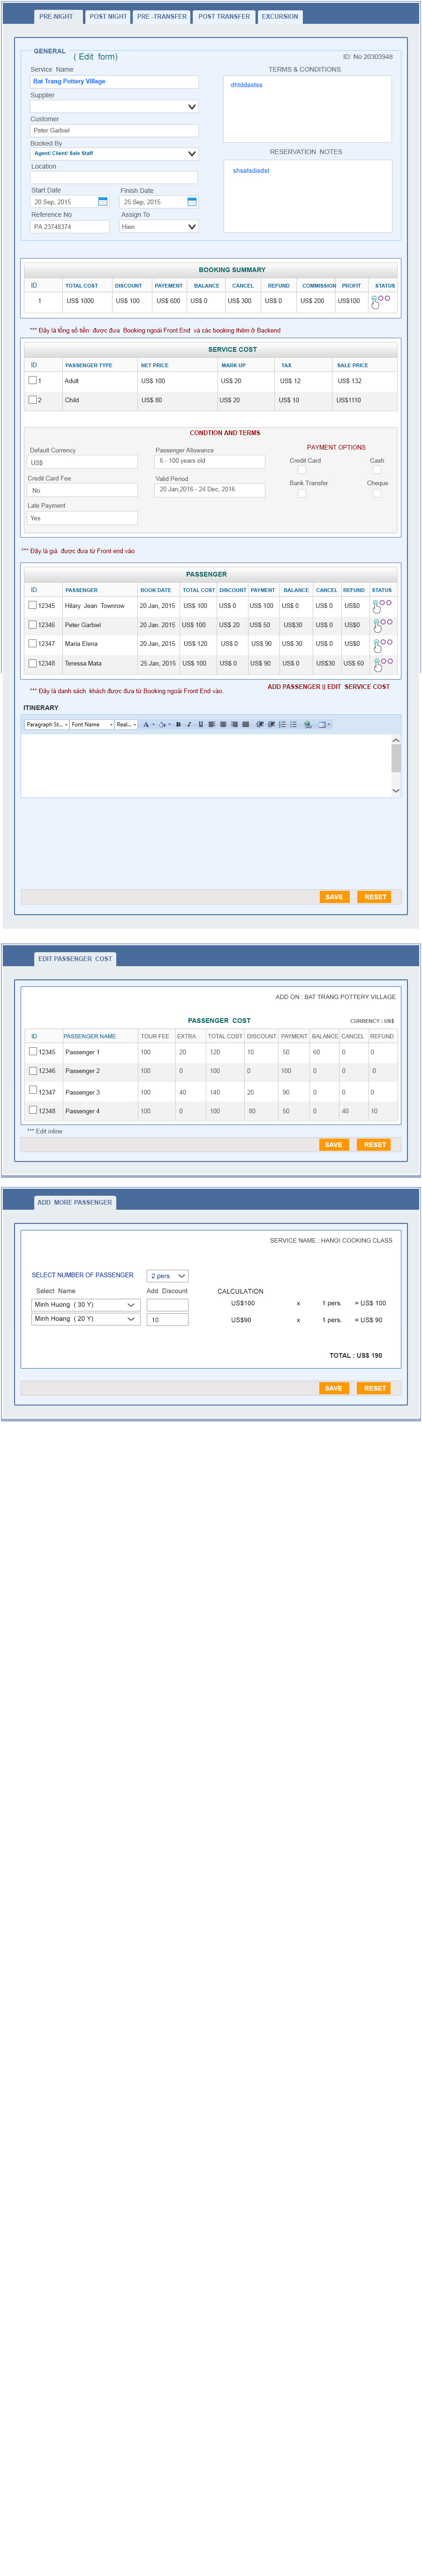 PRE-NIGHT POST NIGHT PRE -TRANSFER POST TRANSFER EXCURSION
GENERAL ( Edit form) ID: No 20303948
Service Name TERMS & CONDITIONS
Bat Trang Pottery Village dhtddastss
Supplier
Customer
Peter Garbiel
Booked By RESERVATION NOTES
Agent/ Client/ Sale Staff
Location shsatsdisdst
Start Date Finish Date
20 Sep, 2015 25 Sep, 2015
Reference No Assign To
PA 23748374 Hien
BOOKING SUMMARY
ID TOTAL COST DISCOUNT PAYEMENT BALANCE CANCEL REFUND COMMISSION PROFIT STATUS
1 US$ 1000 US$ 100 US$ 600 US$ 0 US$ 300 US$ 0 US$ 200 US$100
*** Đây là tổng số tiền được đưa Booking ngoài Front End và các booking thêm ở Backend
SERVICE COST
ID PASSENGER TYPE NET PRICE MARK UP TAX SALE PRICE
1 Adult US$ 100 US$ 20 US$ 12 US$ 132
2 Child US$ 80 US$ 20 US$ 10 US$1110
CONDTION AND TERMS
Default Currency Passenger Allowance PAYMENT OPTIONS
US$ 6 - 100 years old Credit Card Cash
Credit Card Fee Valid Period
No 20 Jan,2016 - 24 Dec, 2016 Bank Transfer Cheque
Late Payment
Yes
*** Đây là giá được đưa từ Front end vào
PASSENGER
ID PASSENGER BOOK DATE TOTAL COST DISCOUNT PAYMENT BALANCE CANCEL REFUND STATUS
12345 Hilary Jean Townrow 20 Jan, 2015 US$ 100 US$ 0 US$ 100 US$ 0 US$ 0 US$0
12346 Peter Garbiel 20 Jan. 2015 US$ 100 US$ 20 US$ 50 US$30 US$ 0 US$0
12347 Maria Elena 20 Jan, 2015 US$ 120 US$ 0 US$ 90 US$ 30 US$ 0 US$0
12348 Teressa Mata 25 Jan, 2015 US$ 100 US$ 0 US$ 90 US$ 0 US$30 US$ 60
*** Đây là danh sách khách được đưa từ Booking ngoài Front End vào. ADD PASSENGER || EDIT SERVICE COST
ITINERARY
Paragraph St... Font Name Real...
SAVE RESET
EDIT PASSENGER COST
ADD ON : BAT TRANG POTTERY VILLAGE
PASSENGER COST CURRENCY : US$
ID PASSENGER NAME TOUR FEE EXTRA TOTAL COST DISCOUNT PAYMENT BALANCE CANCEL REFUND
12345 Passenger 1 100 20 120 10 50 60 0 0
12346 Passenger 2 100 0 100 0 100 0 0 0
12347 Passenger 3 100 40 140 20 90 0 0 0
12348 Passenger 4 100 0 100 80 50 0 40 10
*** Edit inline
SAVE RESET
ADD MORE PASSENGER
SERVICE NAME : HANOI COOKING CLASS
SELECT NUMBER OF PASSENGER 2 pers.
Select Name Add Discount CALCULATION
Minh Huong ( 30 Y) US$100 x 1 pers. = US$ 100
Minh Hoang ( 20 Y) 10 US$90 x 1 pers. = US$ 90
TOTAL : US$ 190
SAVE RESET